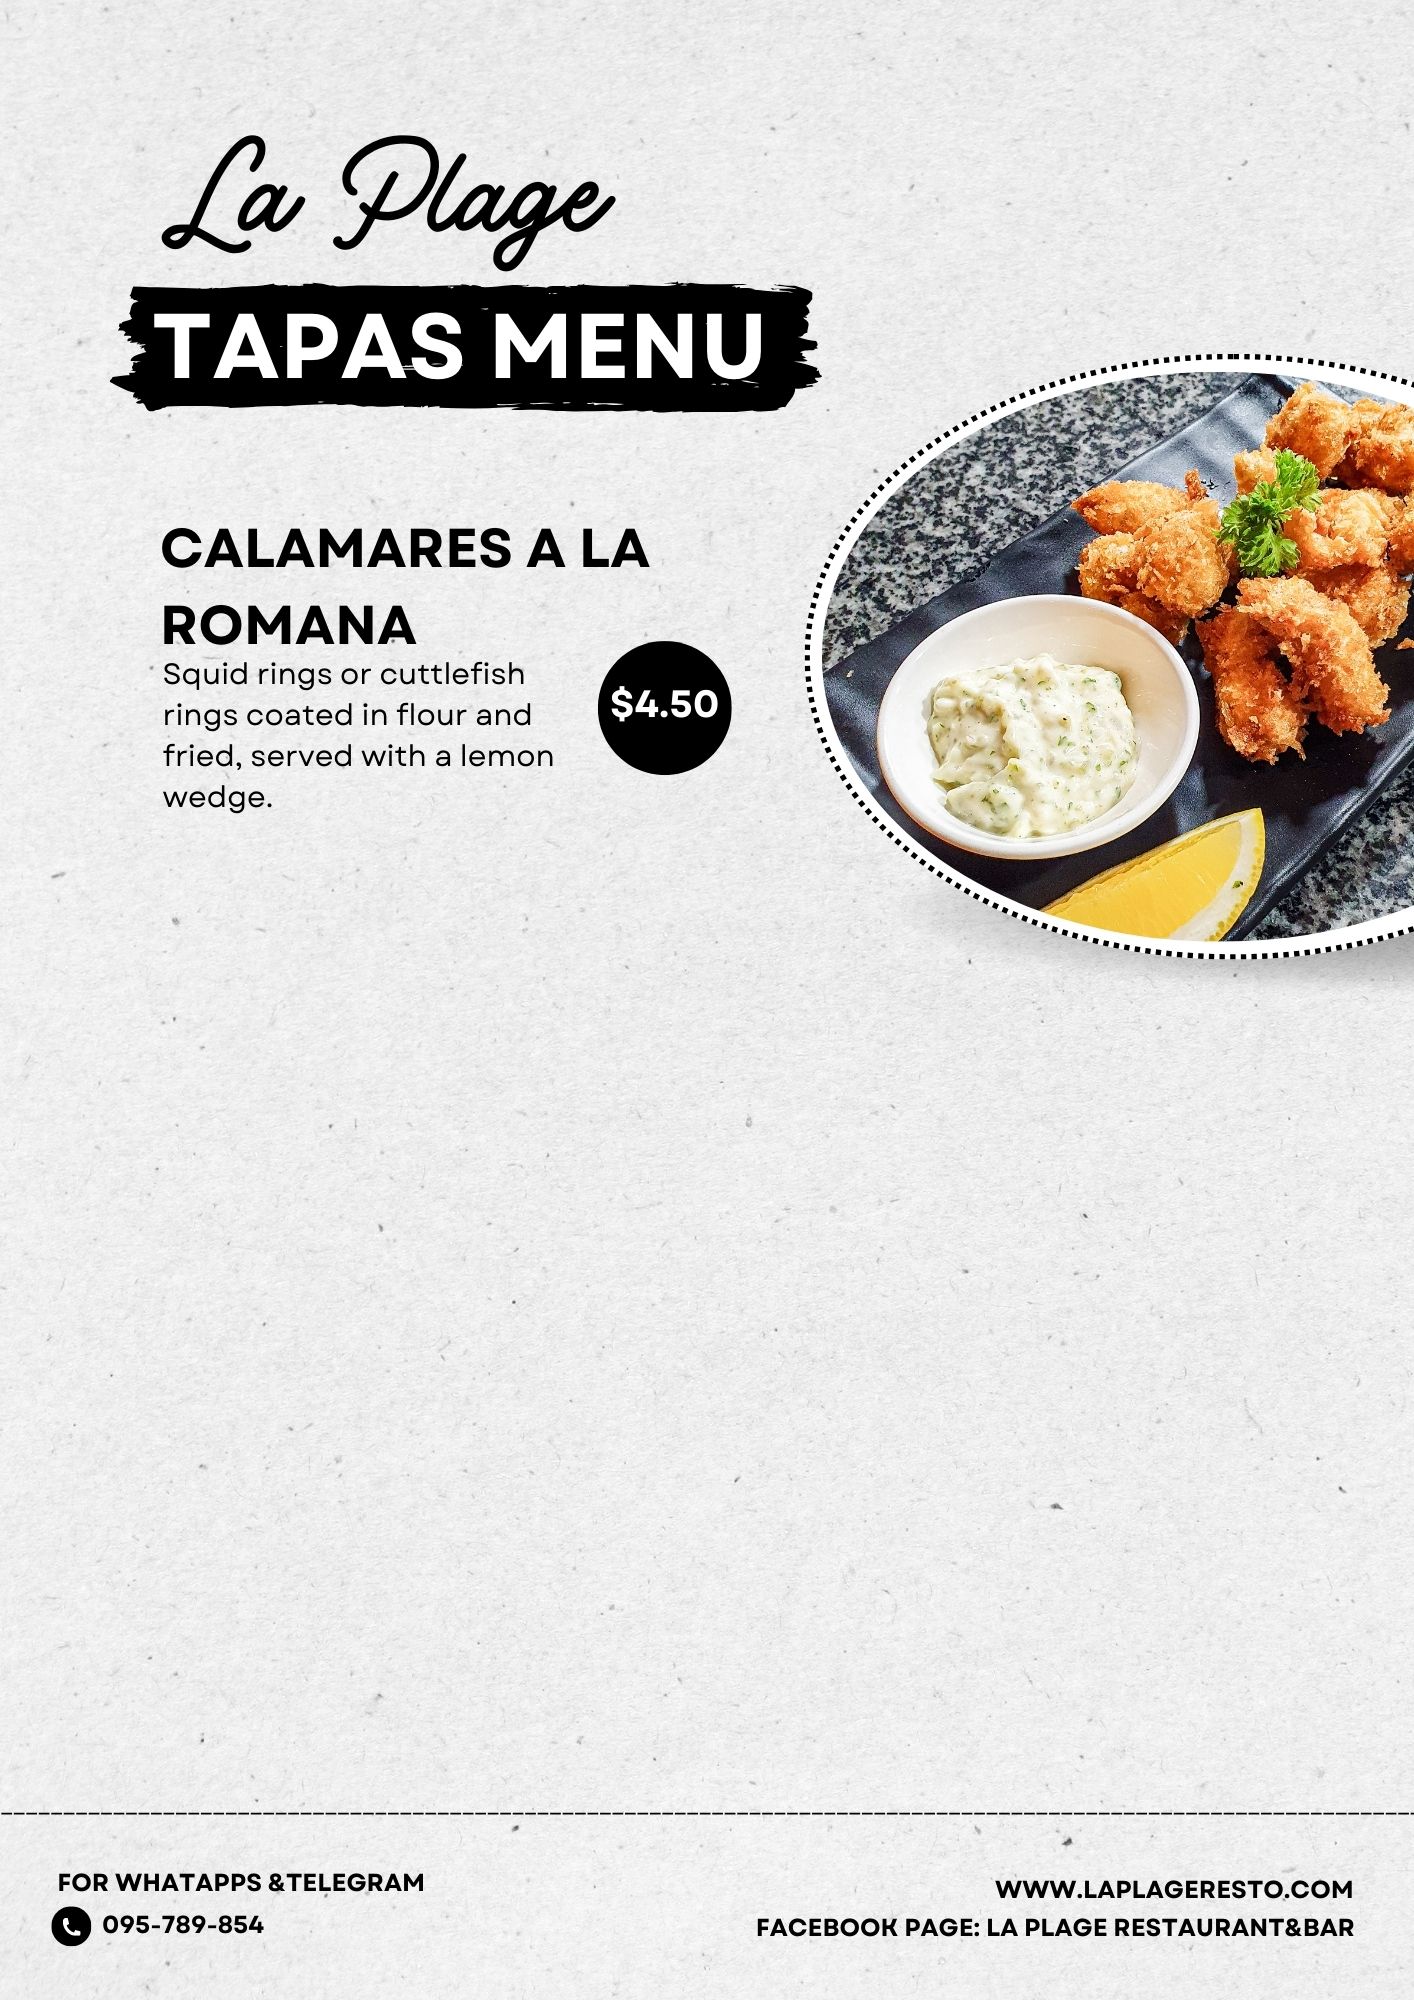 La Plage
TAPAS MENU
CALAMARES A LA
ROMANA
Squid rings or cuttlefish
rings coated in flour and
fried, served with a lemon
wedge.
$4.50
FOR WHATAPPS &TELEGRAM
095-789-854
WWW.LAPLAGERESTO.COM
FACEBOOK PAGE: LA PLAGE RESTAURANT&BAR